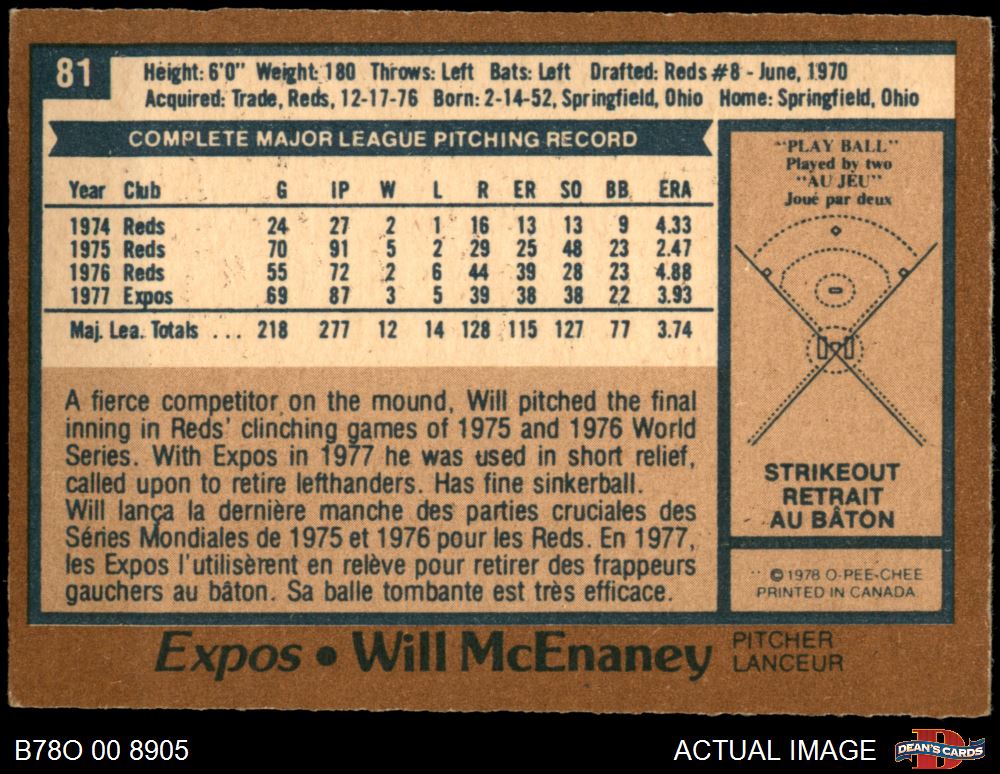 81
Height: 6'0" Weight: 180 Throws: Left Bats: Left Drafted: Reds #8 - June, 1970
Acquired: Trade, Reds, 12-17-76 Born: 2-14-52, Springfield, Ohio Home: Springfield, Ohio
COMPLETE MAJOR LEAGUE PITCHING RECORD
Year Club G IP W L R ER SO BB ERA
1974 Reds 24 27 2 1 16 13 13 9 4.33
1975 Reds 70 91 5 2 29 25 48 23 2.47
1976 Reds 55 72 2 6 44 39 28 23 4.88
1977 Expos 69 87 3 5 39 38 38 22 3.93
Maj. Lea. Totals ... 218 277 12 14 128 115 127 77 3.74
A fierce competitor on the mound, Will pitched the final
inning in Reds' clinching games of 1975 and 1976 World
Series. With Expos in 1977 he was used in short relief,
called upon to retire lefthanders. Has fine sinkerball.
Will lança la dernière manche des parties cruciales des
Séries Mondiales de 1975 et 1976 pour les Reds. En 1977,
les Expos l'utilisèrent en relève pour retirer des frappeurs
gauchers au bâton. Sa balle tombante est très efficace.
"PLAY BALL"
Played by two
"AU JEU"
Joué par deux
STRIKEOUT
RETRAIT
AU BÂTON
© 1978 O-PEE-CHEE
PRINTED IN CANADA
Expos • Will McEnaney
PITCHER
LANCEUR
B78O 00 8905
ACTUAL IMAGE
D
DEAN'S CARDS